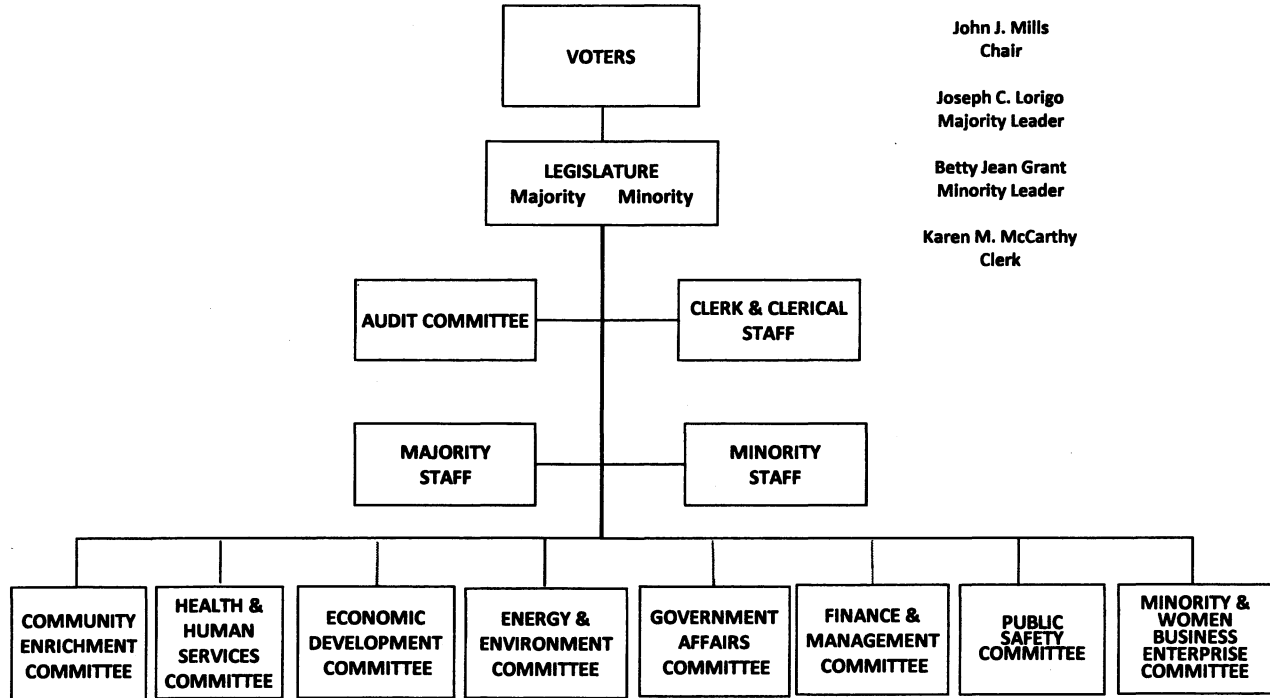 VOTERS
LEGISLATURE
Majority Minority
John J. Mills
Chair
Joseph C. Lorigo
Majority Leader
Betty Jean Grant
Minority Leader
Karen M. McCarthy
Clerk
AUDIT COMMITTEE
CLERK & CLERICAL
STAFF
MAJORITY
STAFF
MINORITY
STAFF
COMMUNITY
ENRICHMENT
COMMITTEE
HEALTH &
HUMAN
SERVICES
COMMITTEE
ECONOMIC
DEVELOPMENT
COMMITTEE
ENERGY &
ENVIRONMENT
COMMITTEE
GOVERNMENT
AFFAIRS
COMMITTEE
FINANCE &
MANAGEMENT
COMMITTEE
PUBLIC
SAFETY
COMMITTEE
MINORITY &
WOMEN
BUSINESS
ENTERPRISE
COMMITTEE